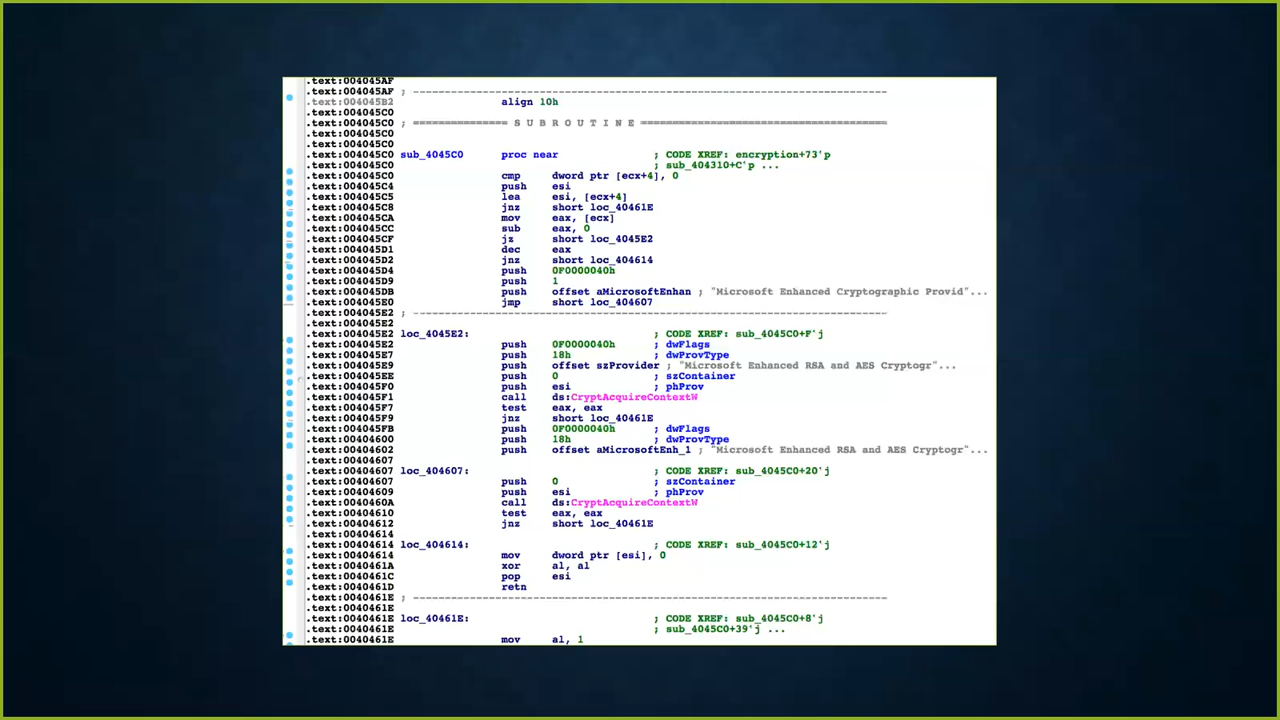 .text:004045AF
.text:004045AF ; ---------------------------------------------------------------------------
.text:004045B2 align 10h
.text:004045C0
.text:004045C0 ; =============== S U B R O U T I N E =======================================
.text:004045C0
.text:004045C0
.text:004045C0 sub_4045C0 proc near ; CODE XREF: encryption+73'p
.text:004045C0 ; sub_404310+C'p ...
.text:004045C0 cmp dword ptr [ecx+4], 0
.text:004045C4 push esi
.text:004045C5 lea esi, [ecx+4]
.text:004045C8 jnz short loc_40461E
.text:004045CA mov eax, [ecx]
.text:004045CC sub eax, 0
.text:004045CF jz short loc_4045E2
.text:004045D1 dec eax
.text:004045D2 jnz short loc_404614
.text:004045D4 push 0F0000040h
.text:004045D9 push 1
.text:004045DB push offset aMicrosoftEnhan ; "Microsoft Enhanced Cryptographic Provid"...
.text:004045E0 jmp short loc_404607
.text:004045E2 ; ---------------------------------------------------------------------------
.text:004045E2
.text:004045E2 loc_4045E2: ; CODE XREF: sub_4045C0+F'j
.text:004045E2 push 0F0000040h ; dwFlags
.text:004045E7 push 18h ; dwProvType
.text:004045E9 push offset szProvider ; "Microsoft Enhanced RSA and AES Cryptogr"...
.text:004045EE push 0 ; szContainer
.text:004045F0 push esi ; phProv
.text:004045F1 call ds:CryptAcquireContextW
.text:004045F7 test eax, eax
.text:004045F9 jnz short loc_40461E
.text:004045FB push 0F0000040h ; dwFlags
.text:00404600 push 18h ; dwProvType
.text:00404602 push offset aMicrosoftEnh_1 ; "Microsoft Enhanced RSA and AES Cryptogr"...
.text:00404607
.text:00404607 loc_404607: ; CODE XREF: sub_4045C0+20'j
.text:00404607 push 0 ; szContainer
.text:00404609 push esi ; phProv
.text:0040460A call ds:CryptAcquireContextW
.text:00404610 test eax, eax
.text:00404612 jnz short loc_40461E
.text:00404614
.text:00404614 loc_404614: ; CODE XREF: sub_4045C0+12'j
.text:00404614 mov dword ptr [esi], 0
.text:0040461A xor al, al
.text:0040461C pop esi
.text:0040461D retn
.text:0040461E ; ---------------------------------------------------------------------------
.text:0040461E
.text:0040461E loc_40461E: ; CODE XREF: sub_4045C0+8'j
.text:0040461E ; sub_4045C0+39'j ...
.text:0040461E mov al, 1